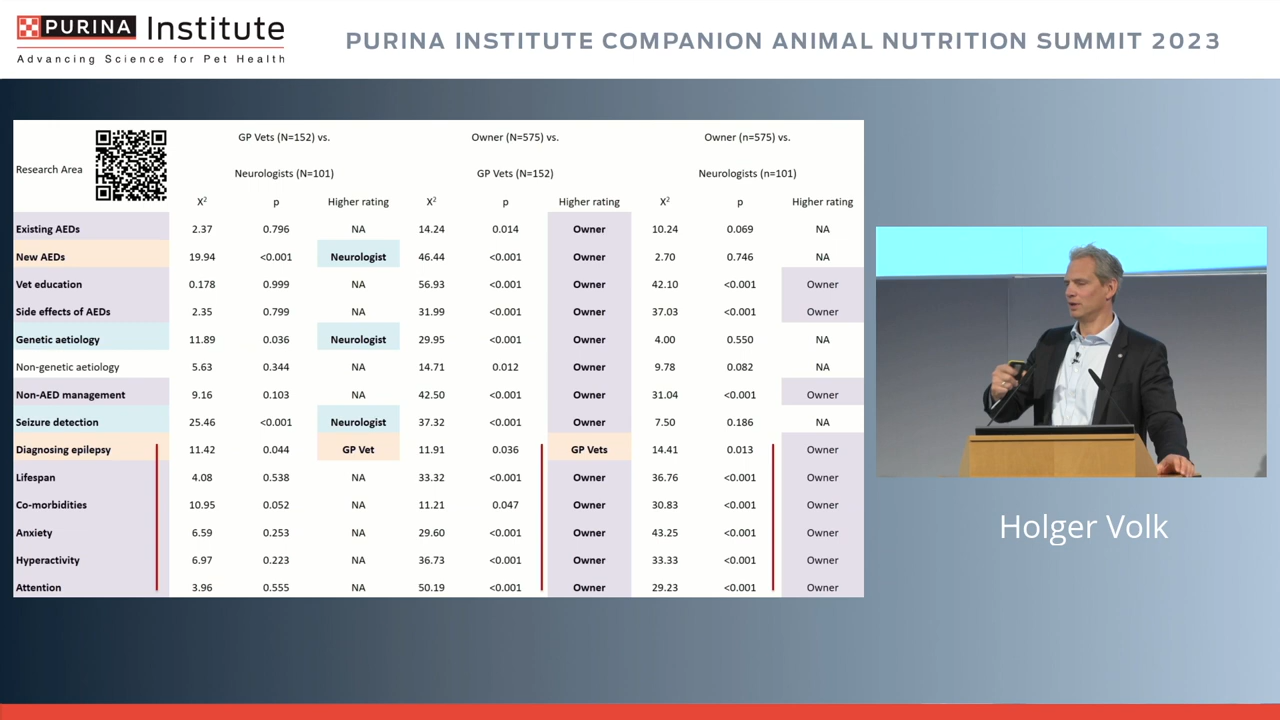 PURINA Institute
Advancing Science for Pet Health
PURINA INSTITUTE COMPANION ANIMAL NUTRITION SUMMIT 2023
GP Vets (N=152) vs. Owner (N=575) vs. Owner (n=575) vs.
Research Area
Neurologists (N=101) GP Vets (N=152) Neurologists (n=101)
X² p Higher rating X² p Higher rating X² p Higher rating
Existing AEDs 2.37 0.796 NA 14.24 0.014 Owner 10.24 0.069 NA
New AEDs 19.94 <0.001 Neurologist 46.44 <0.001 Owner 2.70 0.746 NA
Vet education 0.178 0.999 NA 56.93 <0.001 Owner 42.10 <0.001 Owner
Side effects of AEDs 2.35 0.799 NA 31.99 <0.001 Owner 37.03 <0.001 Owner
Genetic aetiology 11.89 0.036 Neurologist 29.95 <0.001 Owner 4.00 0.550 NA
Non-genetic aetiology 5.63 0.344 NA 14.71 0.012 Owner 9.78 0.082 NA
Non-AED management 9.16 0.103 NA 42.50 <0.001 Owner 31.04 <0.001 Owner
Seizure detection 25.46 <0.001 Neurologist 37.32 <0.001 Owner 7.50 0.186 NA
Diagnosing epilepsy 11.42 0.044 GP Vet 11.91 0.036 GP Vets 14.41 0.013 Owner
Lifespan 4.08 0.538 NA 33.32 <0.001 Owner 36.76 <0.001 Owner
Co-morbidities 10.95 0.052 NA 11.21 0.047 Owner 30.83 <0.001 Owner
Anxiety 6.59 0.253 NA 29.60 <0.001 Owner 43.25 <0.001 Owner
Hyperactivity 6.97 0.223 NA 36.73 <0.001 Owner 33.33 <0.001 Owner
Attention 3.96 0.555 NA 50.19 <0.001 Owner 29.23 <0.001 Owner
Holger Volk